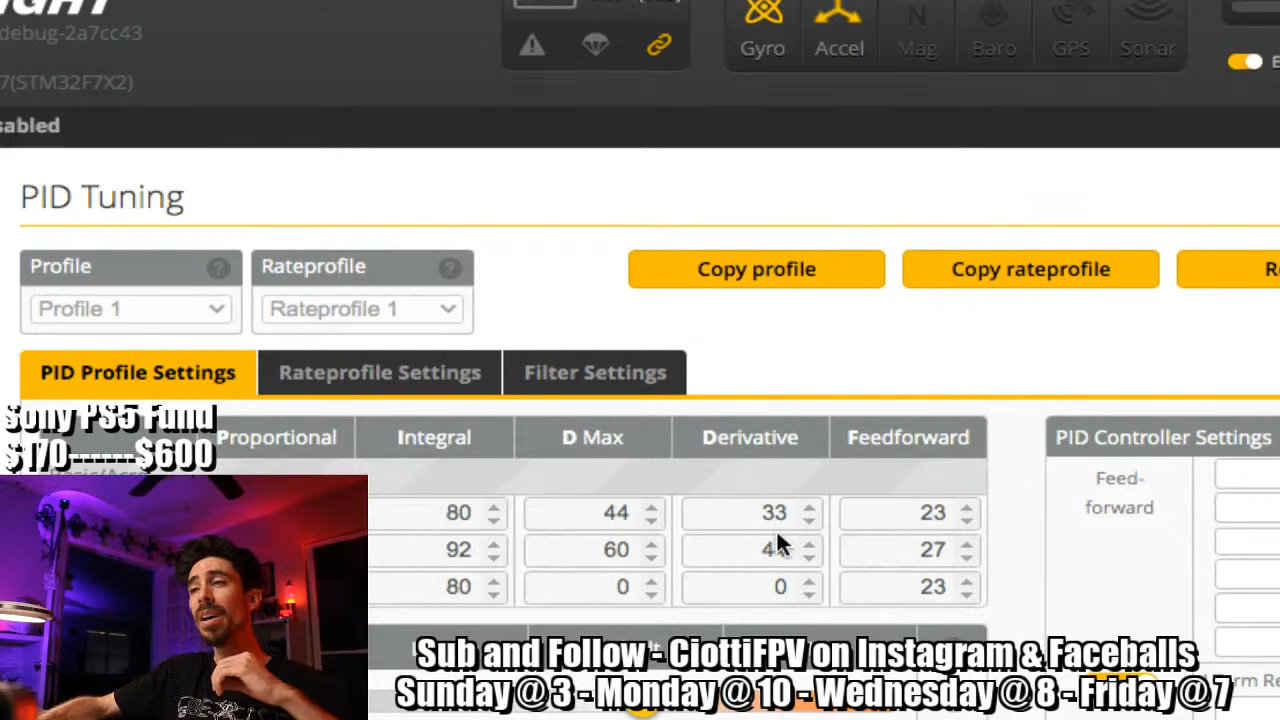 debug-2a7cc43
7(STM32F7X2)
Gyro
Accel
Mag
Baro
GPS
Sonar
sabled
PID Tuning
Profile
Rateprofile
Profile 1
Rateprofile 1
Copy profile
Copy rateprofile
PID Profile Settings
Rateprofile Settings
Filter Settings
Sony PS5 Fund
$170------$600
Proportional
Integral
D Max
Derivative
Feedforward
PID Controller Settings
80 44 33 23
92 60 27
80 0 0 23
Feed-
forward
Sub and Follow - CiottiFPV on Instagram & Faceballs
Sunday @ 3 - Monday @ 10 - Wednesday @ 8 - Friday @ 7